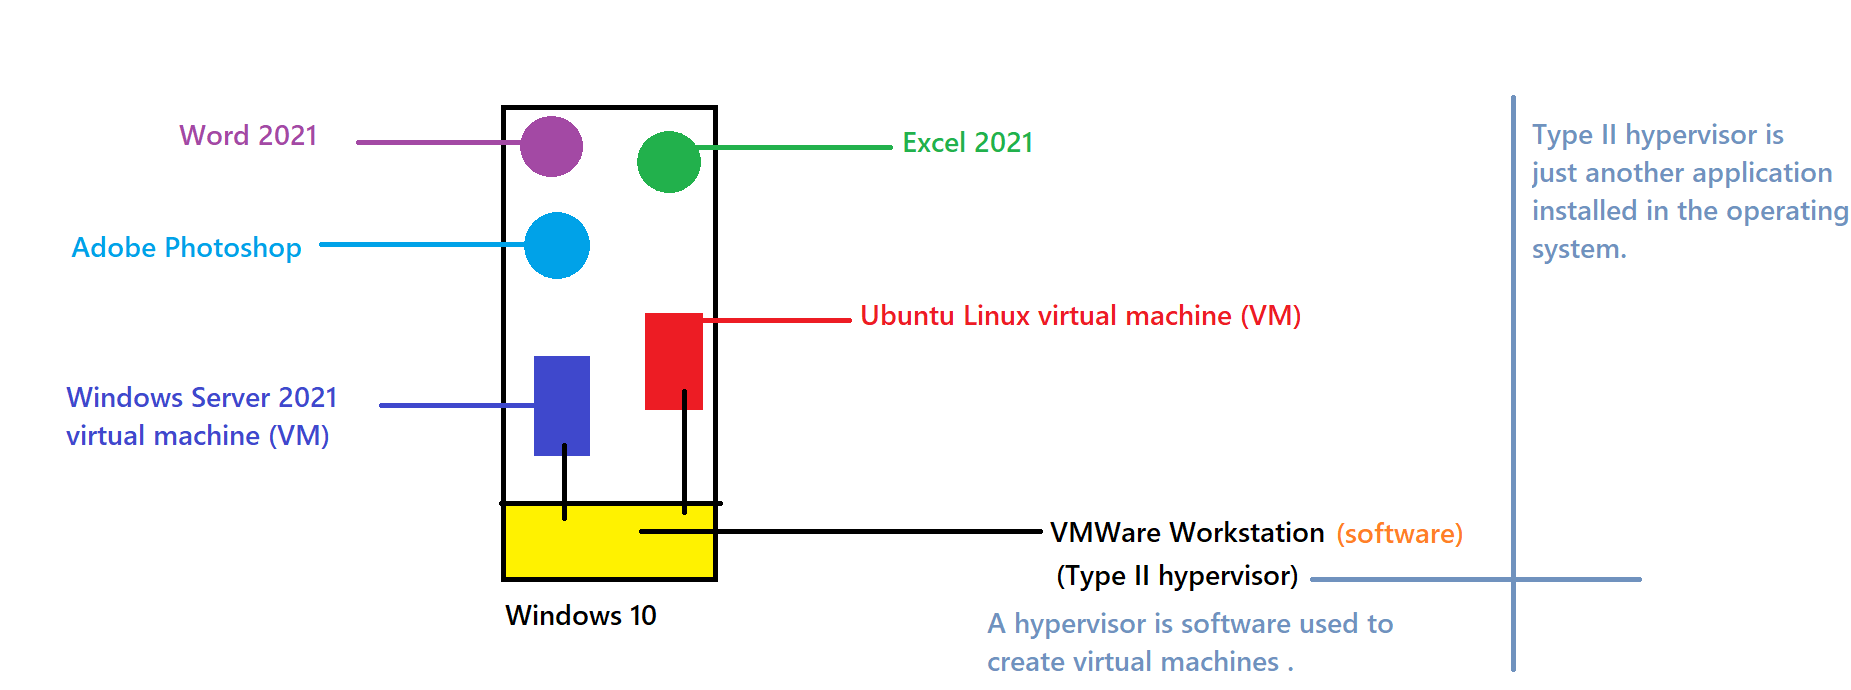 Word 2021
Excel 2021
Type II hypervisor is
just another application
installed in the operating
system.
Adobe Photoshop
Ubuntu Linux virtual machine (VM)
Windows Server 2021
virtual machine (VM)
VMWare Workstation (software)
(Type II hypervisor)
Windows 10
A hypervisor is software used to
create virtual machines .